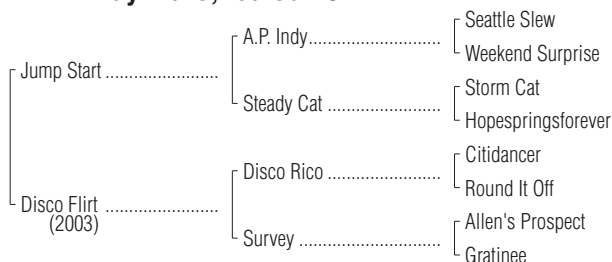 Seattle Slew
A.P. Indy
Weekend Surprise
Jump Start
Storm Cat
Steady Cat
Hopespringsforever
Citidancer
Disco Rico
Round It Off
Disco Flirt
(2003)
Allen's Prospect
Survey
Gratinee